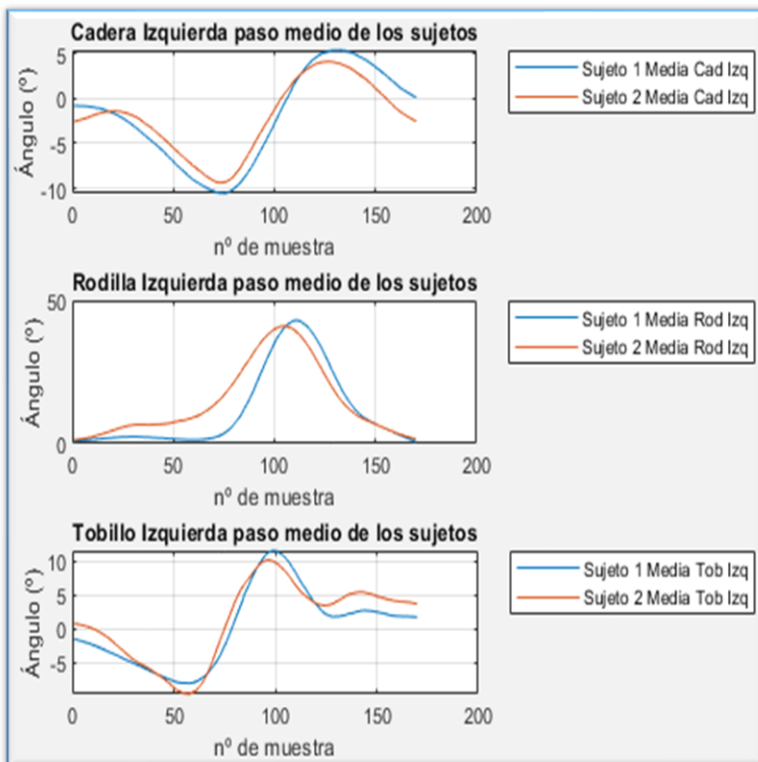 Cadera Izquierda paso medio de los sujetos
5
0
-5
-10
Ángulo (º)
0 50 100 150 200
nº de muestra
Sujeto 1 Media Cad Izq
Sujeto 2 Media Cad Izq
Rodilla Izquierda paso medio de los sujetos
50
0
Ángulo (º)
0 50 100 150 200
nº de muestra
Sujeto 1 Media Rod Izq
Sujeto 2 Media Rod Izq
Tobillo Izquierda paso medio de los sujetos
10
5
0
-5
Ángulo (º)
0 50 100 150 200
nº de muestra
Sujeto 1 Media Tob Izq
Sujeto 2 Media Tob Izq